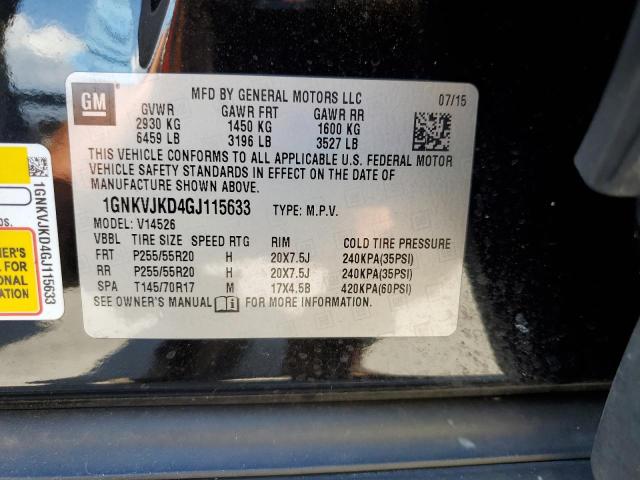 GM
MFD BY GENERAL MOTORS LLC 07/15
GVWR GAWR FRT GAWR RR
2930 KG 1450 KG 1600 KG
6459 LB 3196 LB 3527 LB
THIS VEHICLE CONFORMS TO ALL APPLICABLE U.S. FEDERAL MOTOR
VEHICLE SAFETY STANDARDS IN EFFECT ON THE DATE OF
MANUFACTURE SHOWN ABOVE.
1GNKVJKD4GJ115633 TYPE: M.P.V.
MODEL: V14526
VBBL TIRE SIZE SPEED RTG RIM COLD TIRE PRESSURE
FRT P255/55R20 H 20X7.5J 240KPA(35PSI)
RR P255/55R20 H 20X7.5J 240KPA(35PSI)
SPA T145/70R17 M 17X4.5B 420KPA(60PSI)
SEE OWNER'S MANUAL FOR MORE INFORMATION.
1GNKVJKD4GJ115633
DS.
NER'S
FOR
IONAL